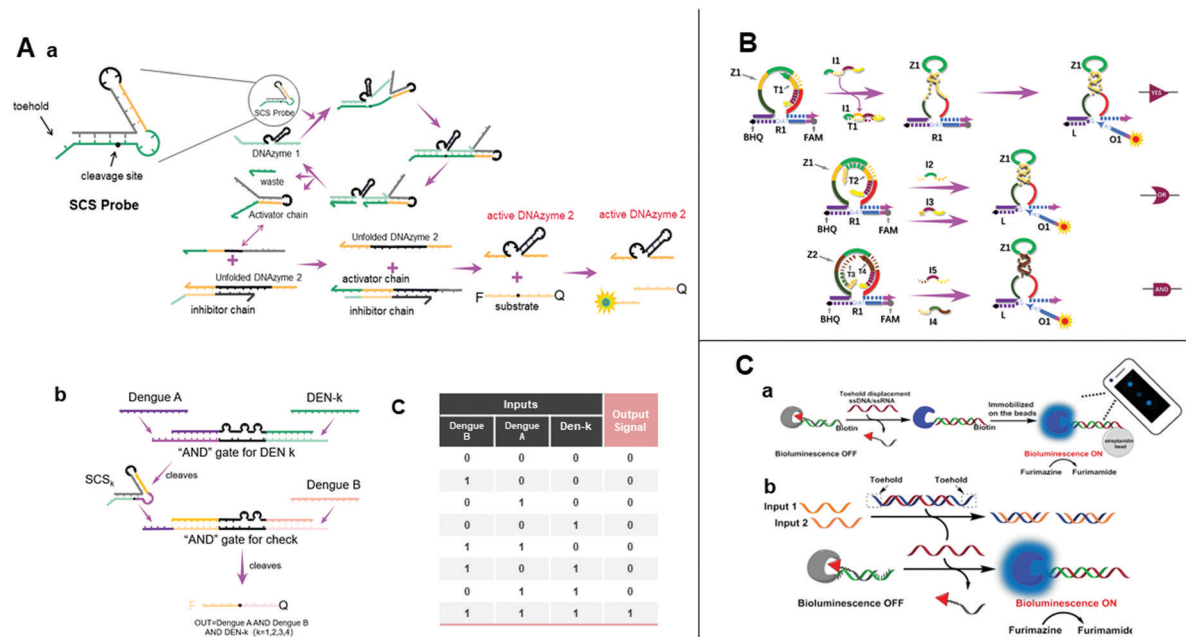 A a
toehold
cleavage site
SCS Probe
SCS Probe
DNAzyme 1
waste
Activator chain
Unfolded DNAzyme 2
inhibitor chain
Unfolded DNAzyme 2
activator chain
inhibitor chain
active DNAzyme 2
F Q
substrate
active DNAzyme 2
Q
b
Dengue A
DEN-k
"AND" gate for DEN k
SCSk
cleaves
Dengue B
"AND" gate for check
cleaves
F Q
OUT=Dengue A AND Dengue B
AND DEN-k (k=1,2,3,4)
C
Inputs Output Signal
Dengue B Dengue A Den-k
0 0 0 0
1 0 0 0
0 1 0 0
0 0 1 0
1 1 0 0
1 0 1 0
0 1 1 0
1 1 1 1
B
Z1 T1 BHQ R1 FAM
I1
I1
T1
Z1
R1
Z1
L O1
YES
Z1 T2 BHQ R1 FAM
I2
I3
Z1
L O1
OR
Z2 T3 T4 BHQ R1 FAM
I5
I4
Z1
L O1
AND
C
a
Toehold displacement
ssDNA/ssRNA
Biotin
Bioluminescence OFF
Biotin
Immobilized
on the beads
streptavidin
bead
Bioluminescence ON
Furimazine Furimamide
b
Toehold Toehold
Input 1
Input 2
Bioluminescence OFF
Bioluminescence ON
Furimazine Furimamide